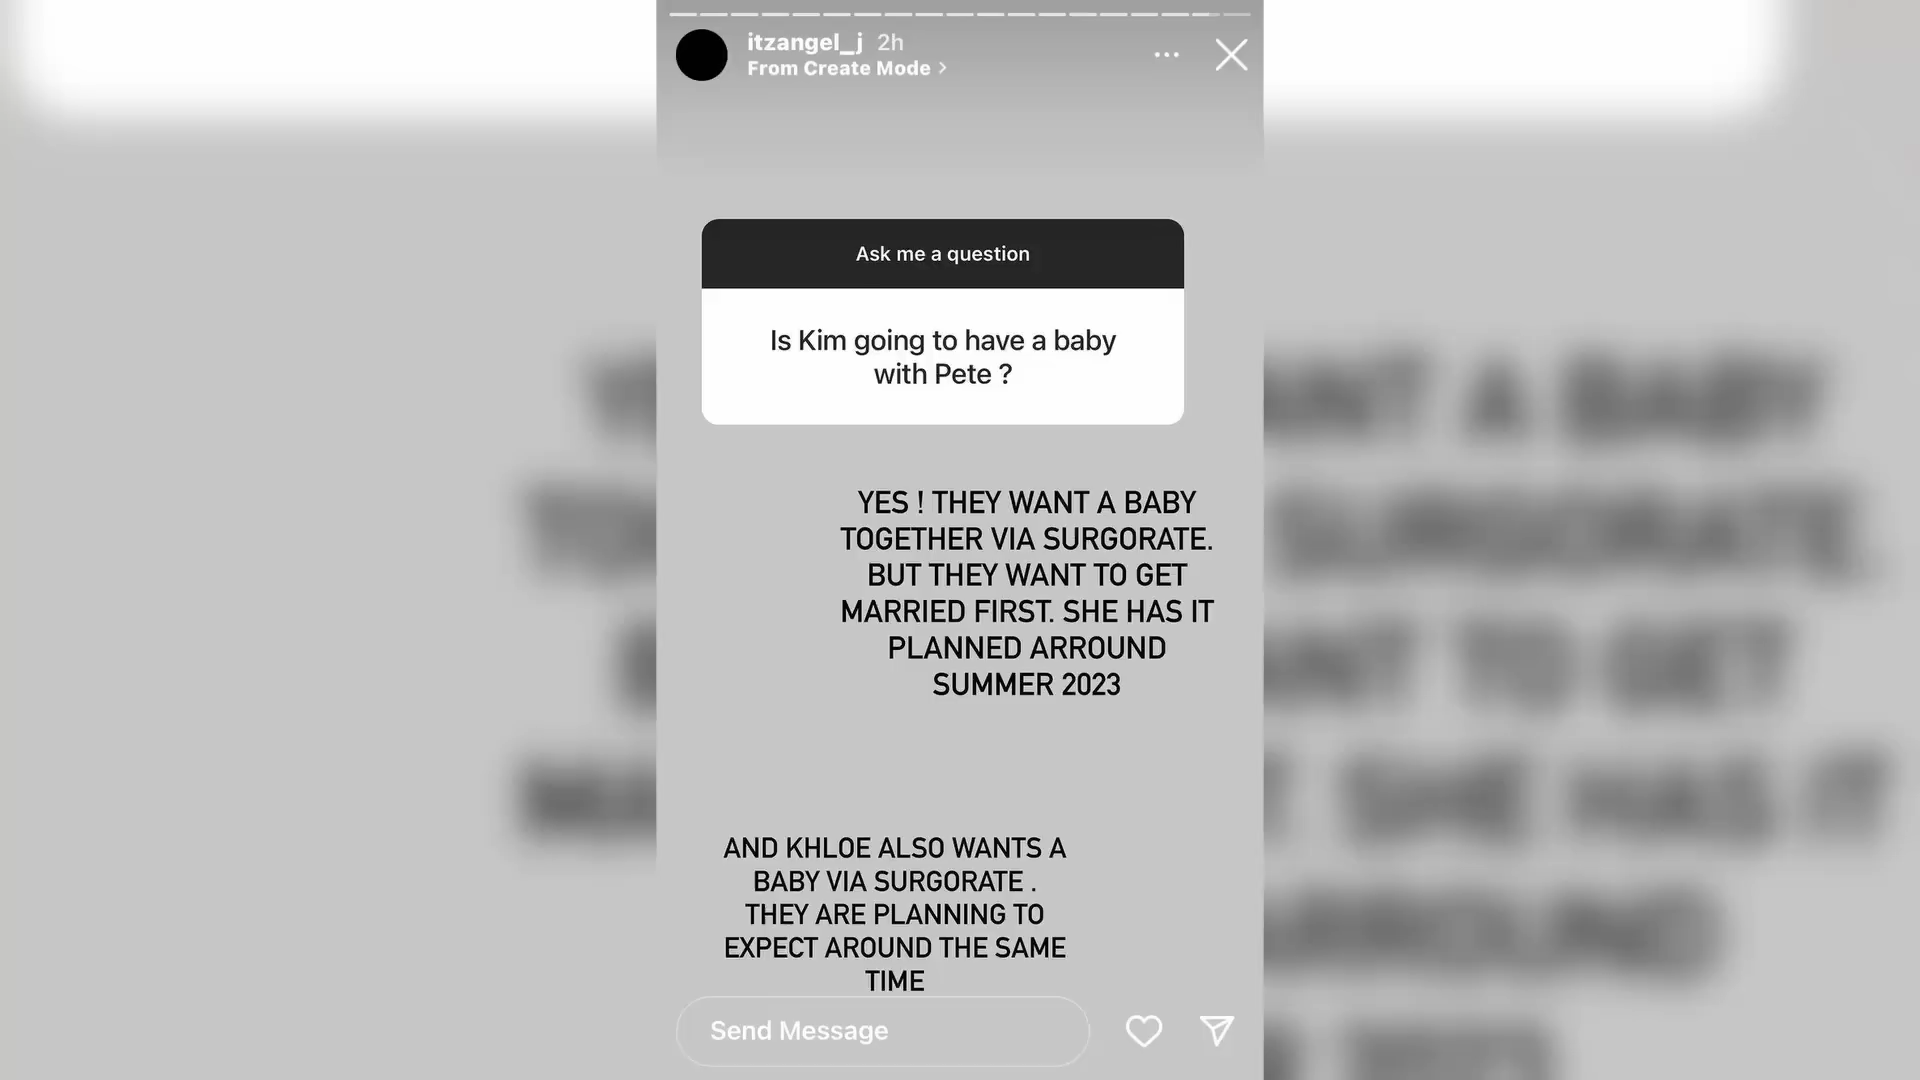 itzangel_j 2h
From Create Mode >
Ask me a question
Is Kim going to have a baby
with Pete ?
YES ! THEY WANT A BABY
TOGETHER VIA SURGORATE.
BUT THEY WANT TO GET
MARRIED FIRST. SHE HAS IT
PLANNED ARROUND
SUMMER 2023
AND KHLOE ALSO WANTS A
BABY VIA SURGORATE .
THEY ARE PLANNING TO
EXPECT AROUND THE SAME
TIME
Send Message